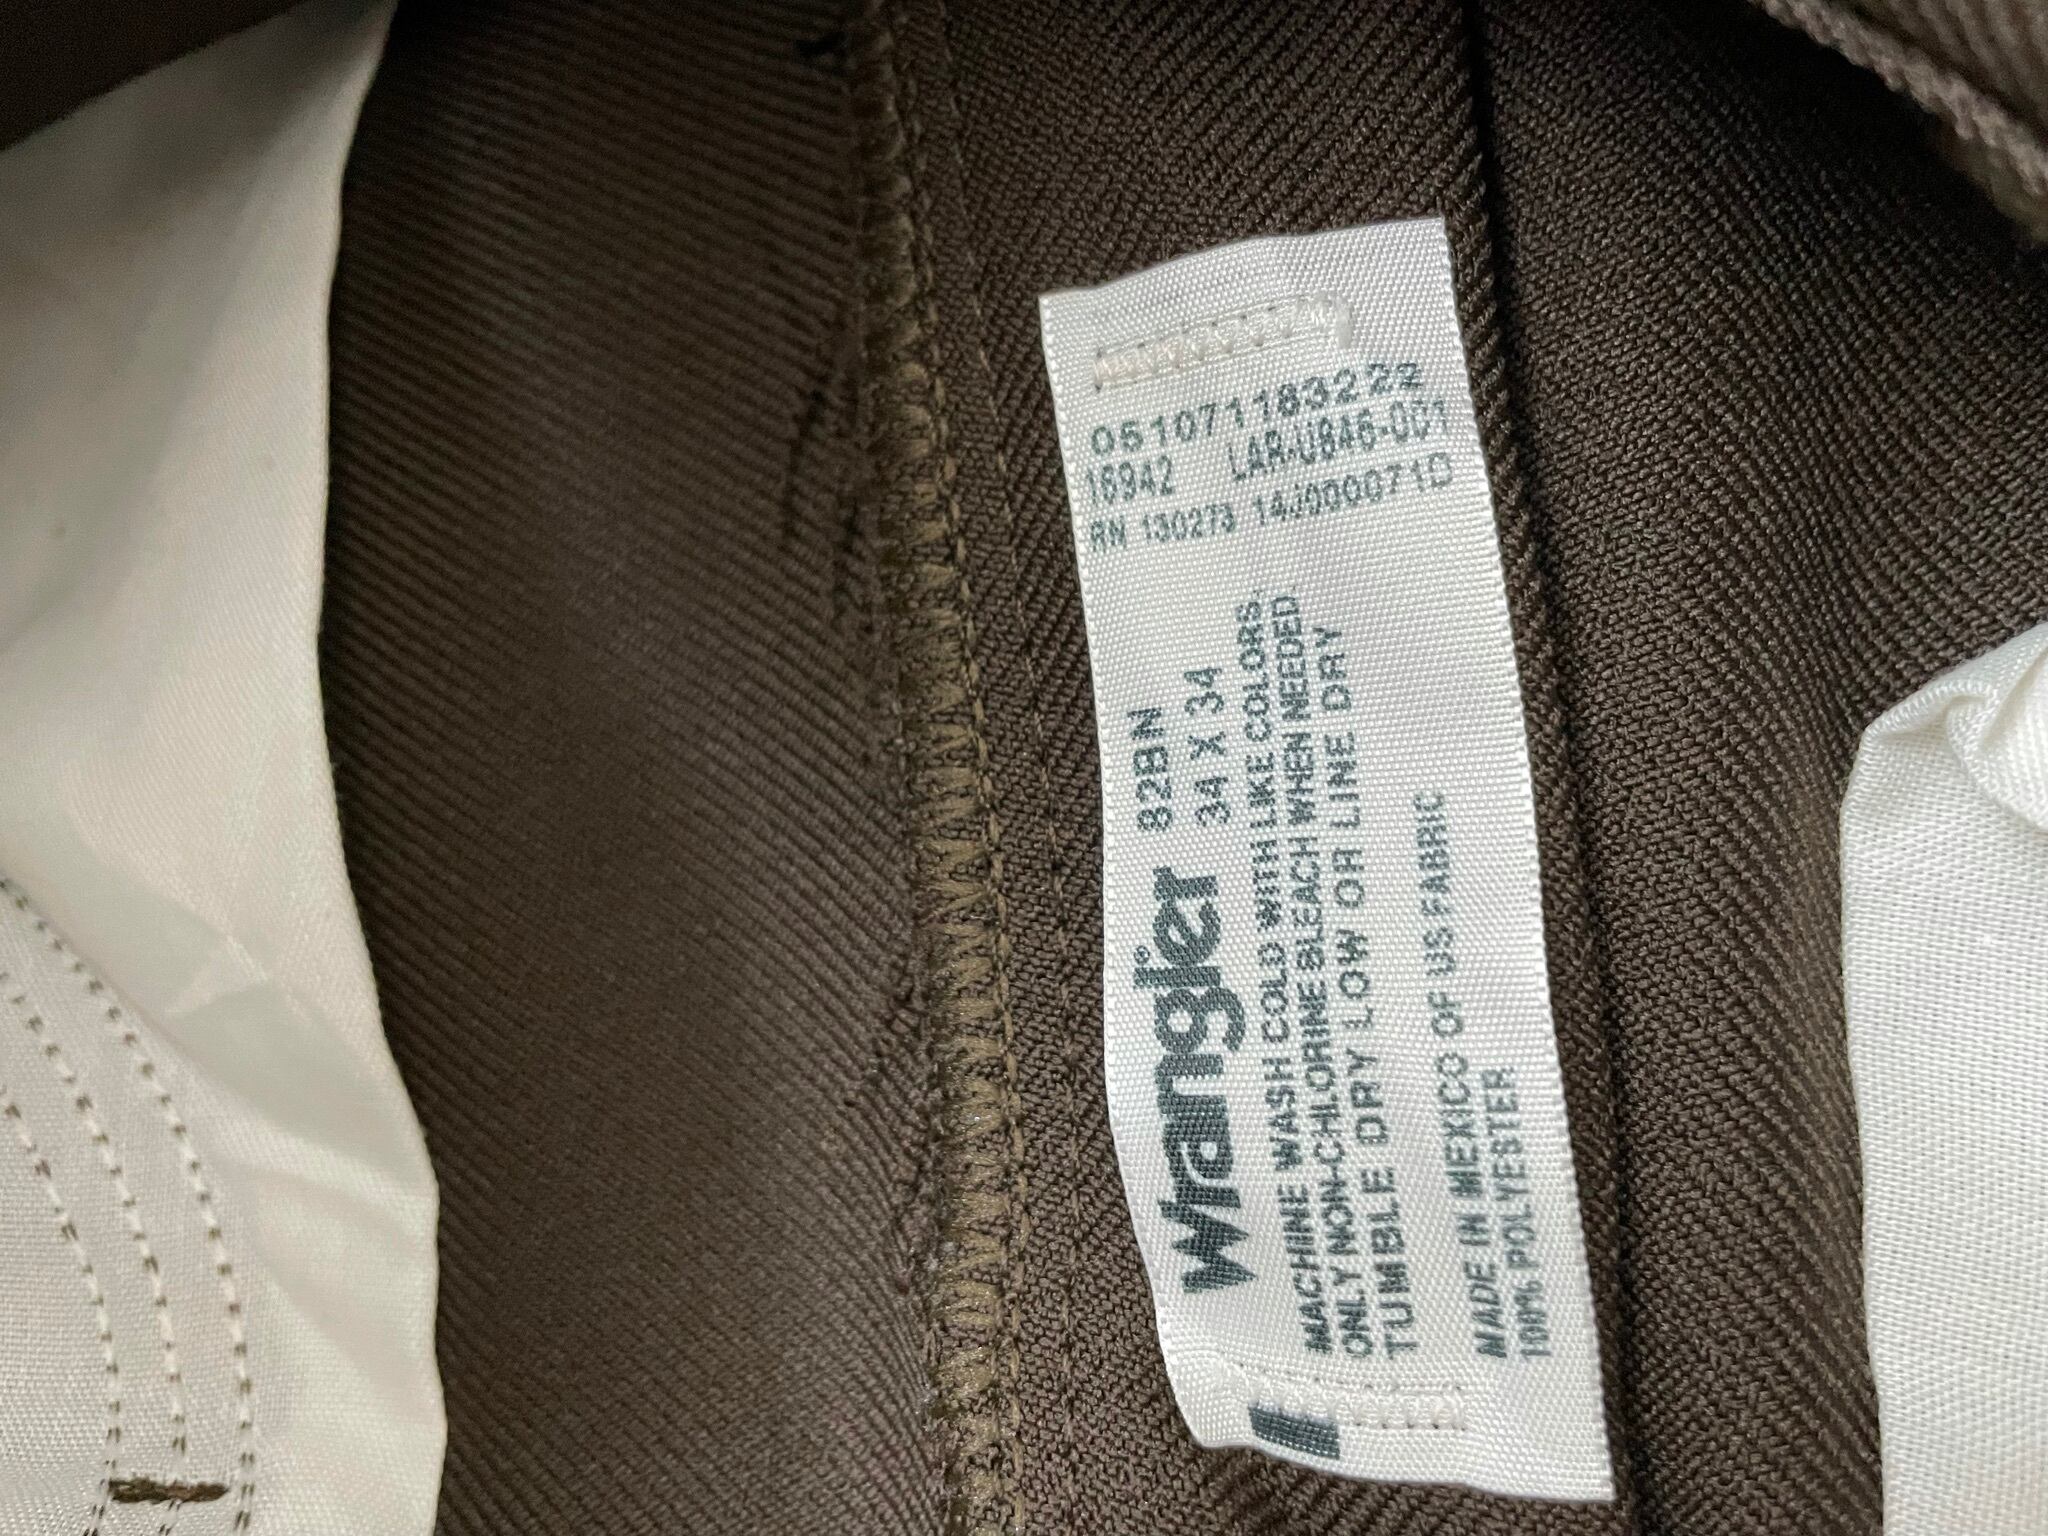 051071183222
16942 LAR-U846-0D1
RN 130273 14J000071D
Wrangler 82BN
34 X 34
MACHINE WASH COLD WITH LIKE COLORS.
ONLY NON-CHLORINE BLEACH WHEN NEEDED.
TUMBLE DRY LOW OR LINE DRY
MADE IN MEXICO OF US FABRIC
100% POLYESTER